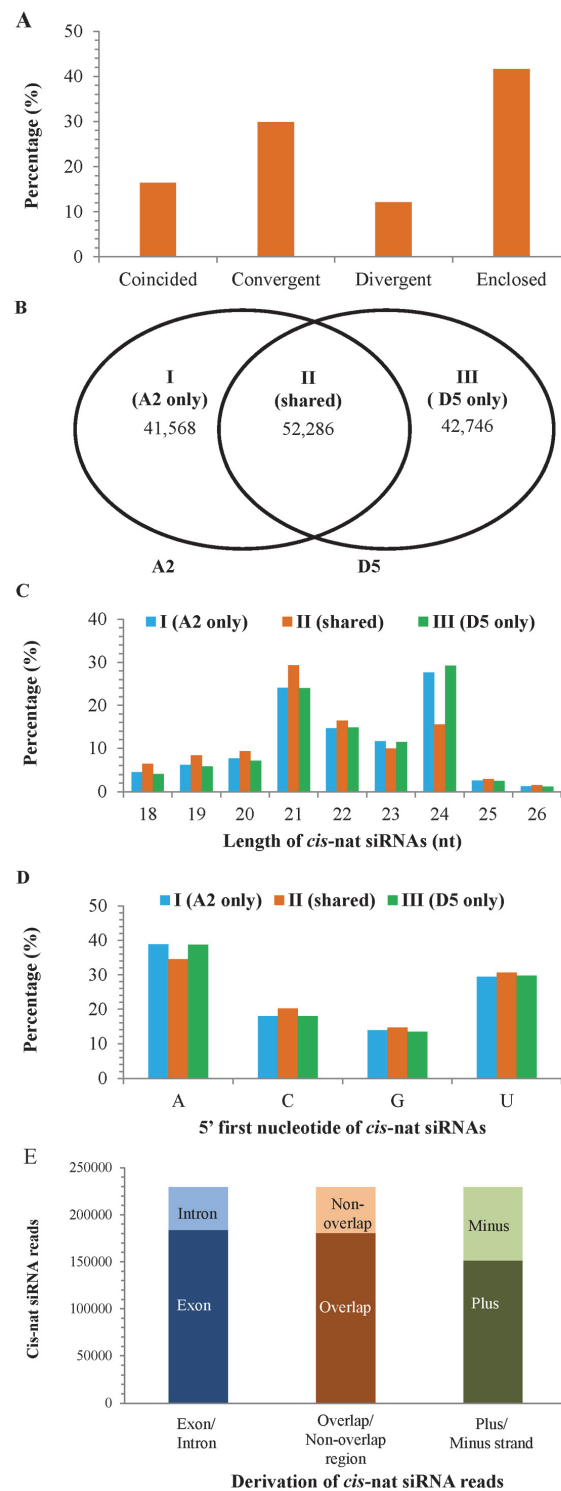 A
Percentage (%)
50
40
30
20
10
0
Coincided Convergent Divergent Enclosed
B
I
(A2 only)
41,568
II
(shared)
52,286
III
( D5 only)
42,746
A2 D5
C
I (A2 only) II (shared) III (D5 only)
Percentage (%)
40
30
20
10
0
18 19 20 21 22 23 24 25 26
Length of cis-nat siRNAs (nt)
D
I (A2 only) II (shared) III (D5 only)
Percentage (%)
50
40
30
20
10
0
A C G U
5' first nucleotide of cis-nat siRNAs
E
Cis-nat siRNA reads
250000
200000
150000
100000
50000
0
Intron
Exon
Non-
overlap
Overlap
Minus
Plus
Exon/
Intron
Overlap/
Non-overlap
region
Plus/
Minus strand
Derivation of cis-nat siRNA reads